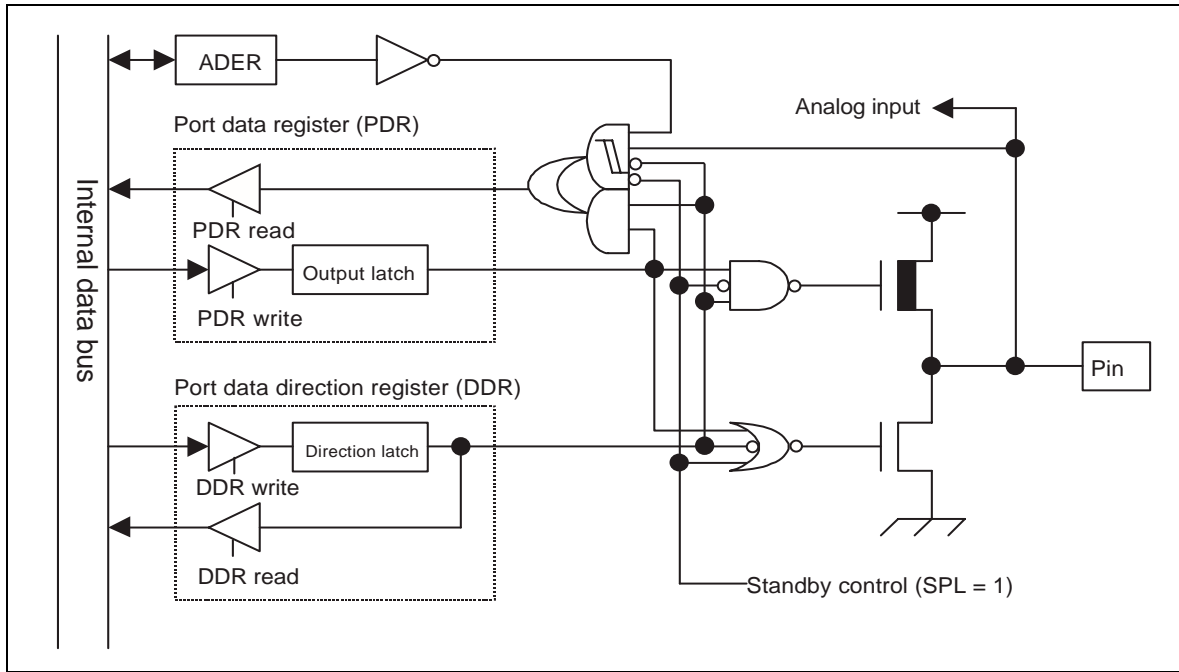 ADER
Analog input
Port data register (PDR)
Internal data bus
PDR read
Output latch
PDR write
Pin
Port data direction register (DDR)
Direction latch
DDR write
DDR read
Standby control (SPL = 1)